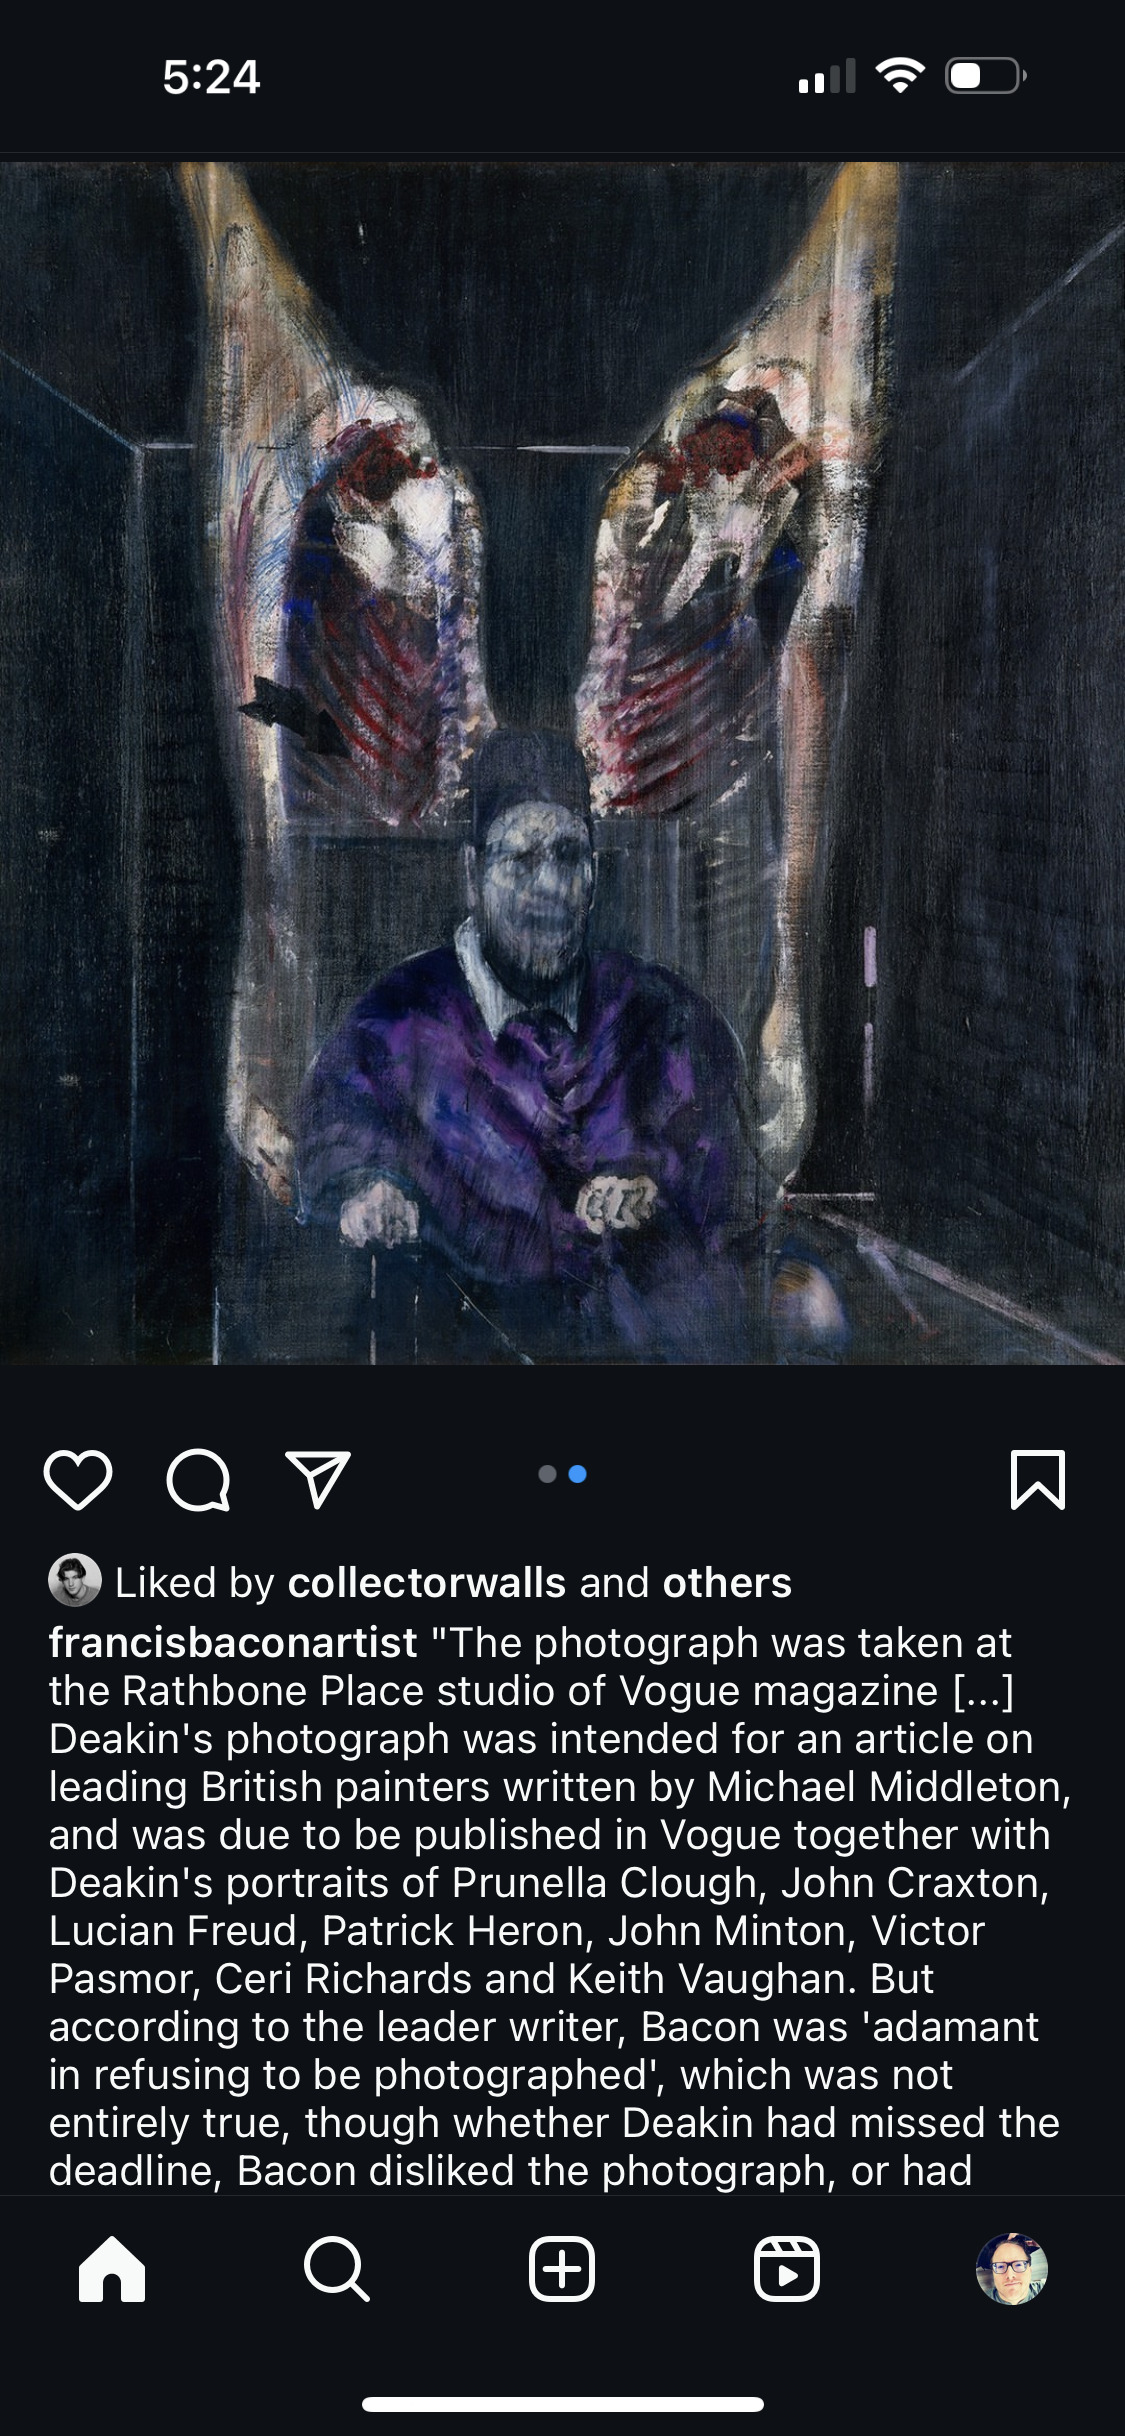 5:24
Liked by collectorwalls and others
francisbaconartist "The photograph was taken at
the Rathbone Place studio of Vogue magazine [...]
Deakin's photograph was intended for an article on
leading British painters written by Michael Middleton,
and was due to be published in Vogue together with
Deakin's portraits of Prunella Clough, John Craxton,
Lucian Freud, Patrick Heron, John Minton, Victor
Pasmor, Ceri Richards and Keith Vaughan. But
according to the leader writer, Bacon was 'adamant
in refusing to be photographed', which was not
entirely true, though whether Deakin had missed the
deadline, Bacon disliked the photograph, or had